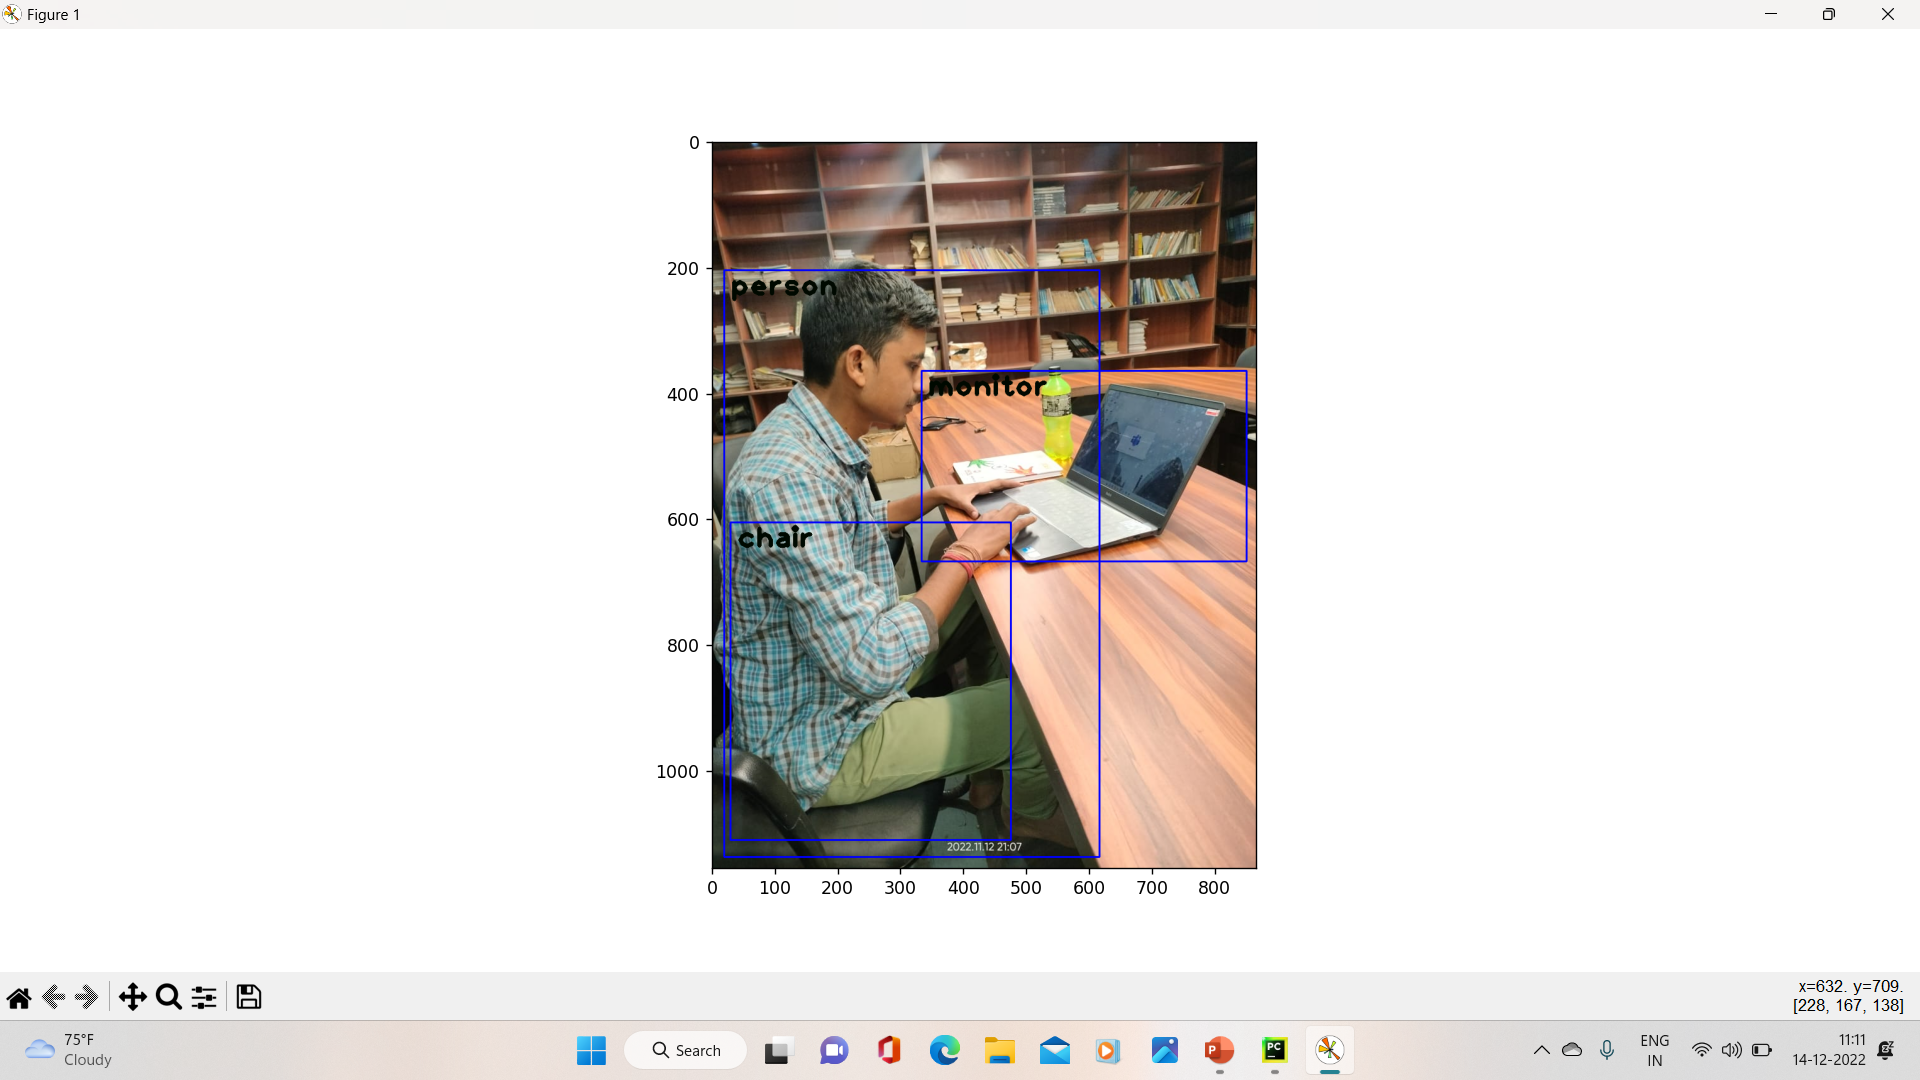 Figure 1
0
200
400
600
800
1000
person
monitor
chair
2022.11.12 21:07
0 100 200 300 400 500 600 700 800
x=632. y=709.
[228, 167, 138]
75°F
Cloudy
Search
PC
ENG
IN
11:11
14-12-2022